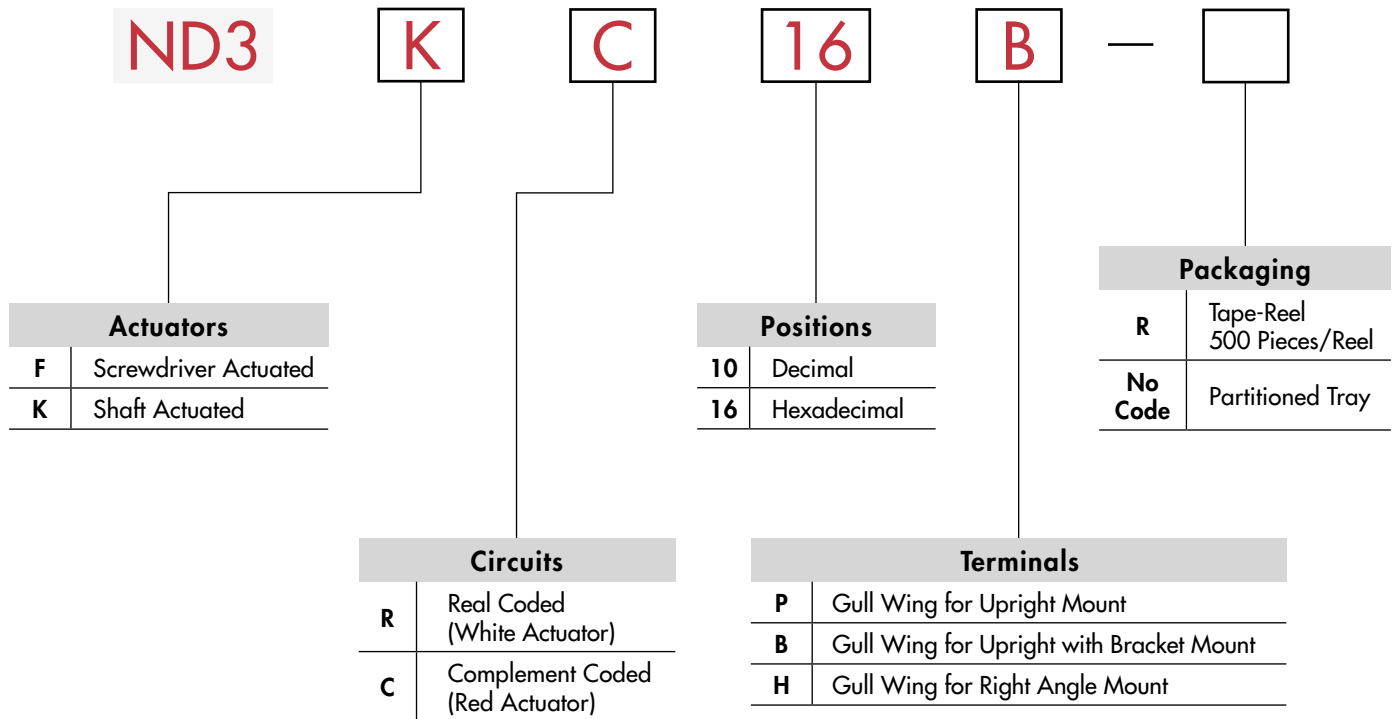 ND3 K C 16 B —
Packaging
R Tape-Reel
500 Pieces/Reel
No
Code Partitioned Tray
Actuators
F Screwdriver Actuated
K Shaft Actuated
Positions
10 Decimal
16 Hexadecimal
Circuits
R Real Coded
(White Actuator)
C Complement Coded
(Red Actuator)
Terminals
P Gull Wing for Upright Mount
B Gull Wing for Upright with Bracket Mount
H Gull Wing for Right Angle Mount